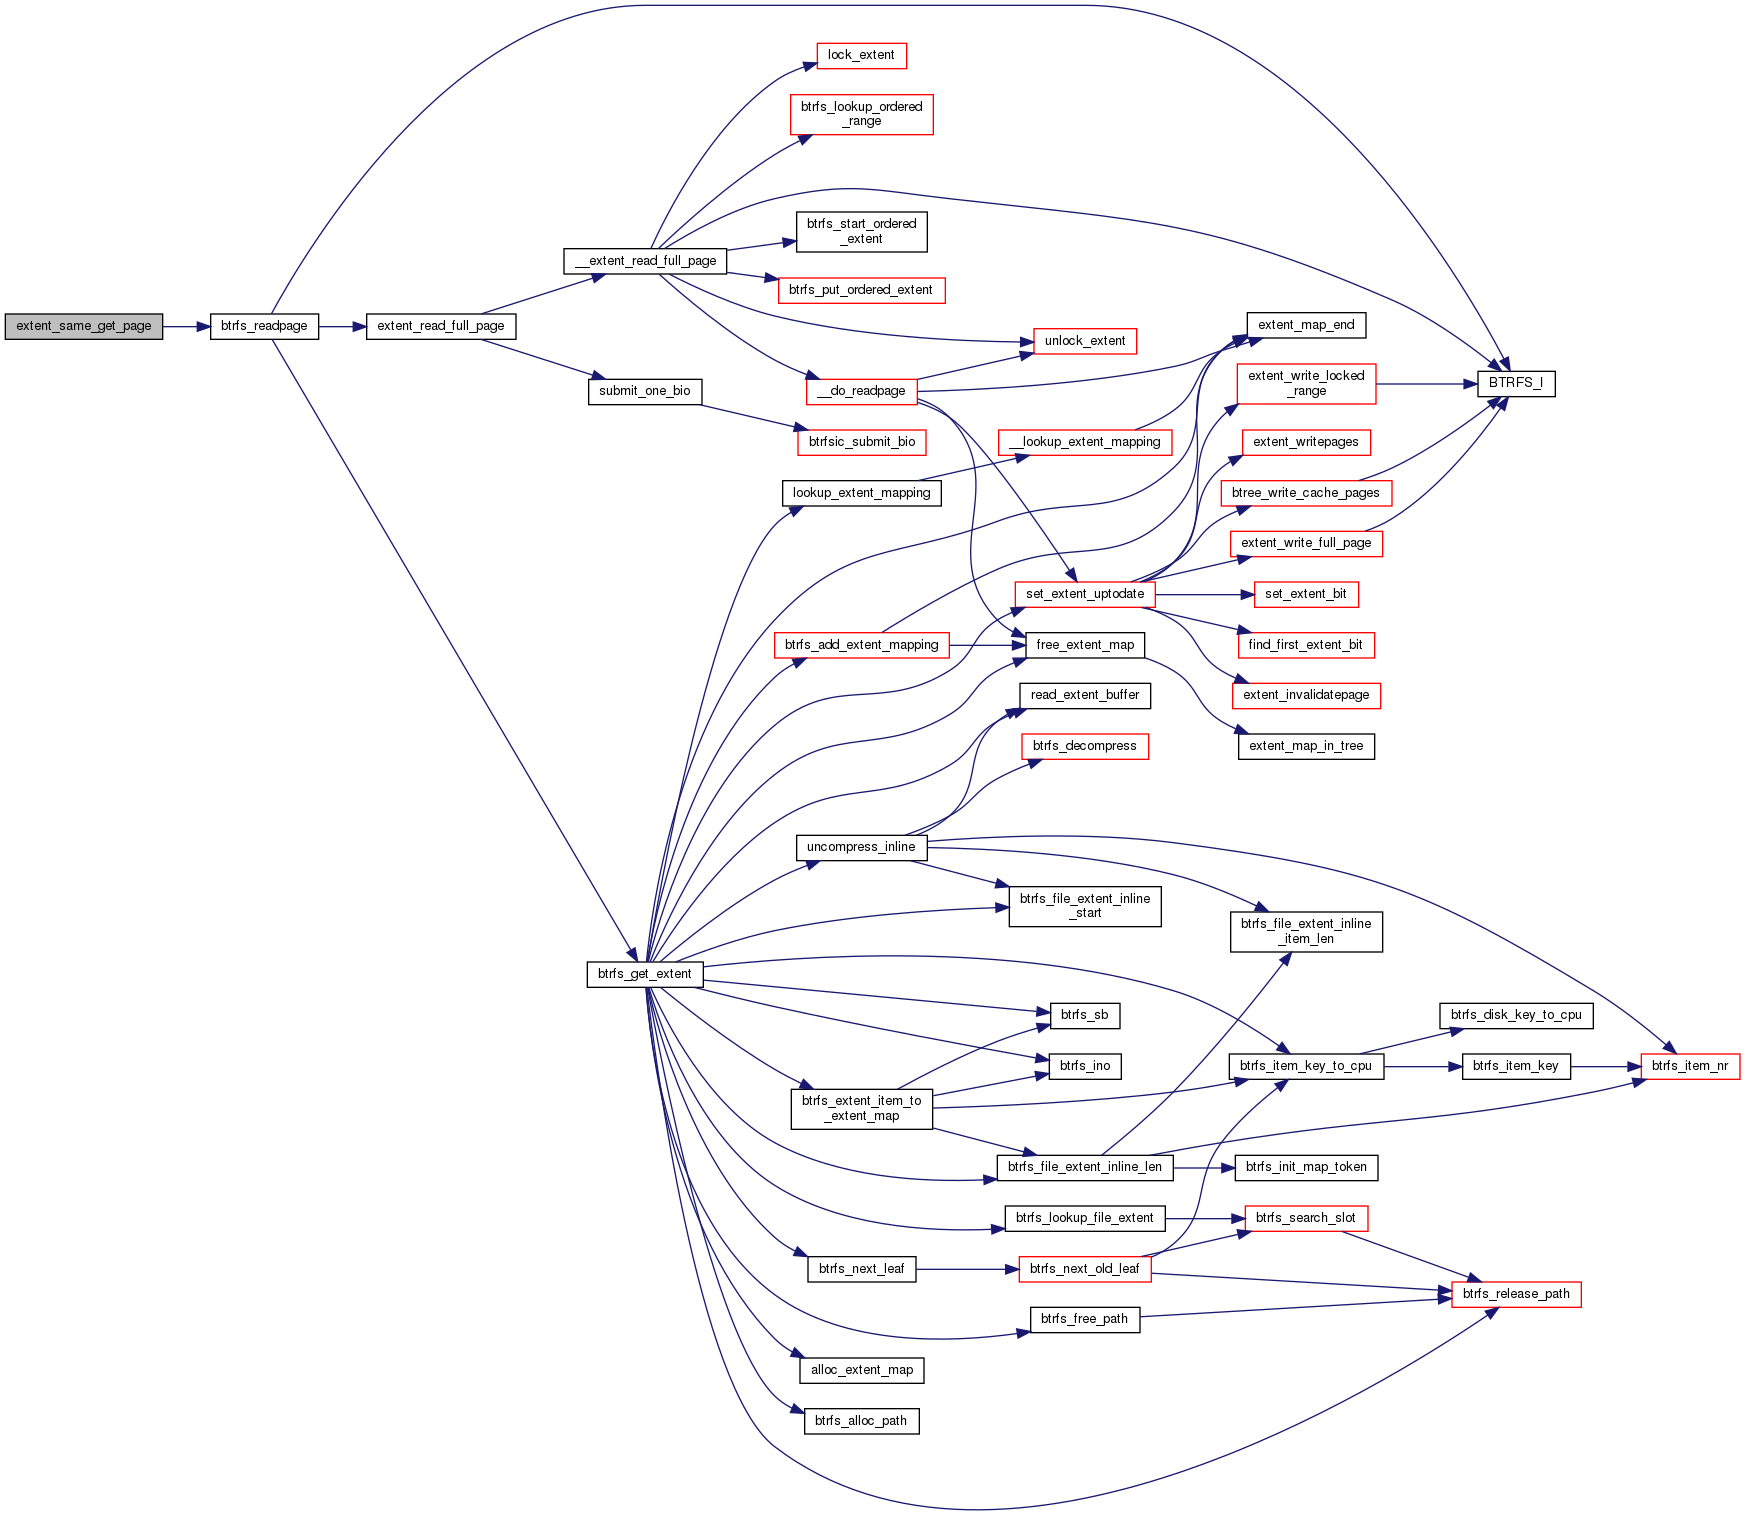 lock_extent
btrfs_lookup_ordered
_range
btrfs_start_ordered
_extent
__extent_read_full_page
btrfs_put_ordered_extent
extent_same_get_page
btrfs_readpage
extent_read_full_page
extent_map_end
unlock_extent
submit_one_bio
__do_readpage
extent_write_locked
_range
BTRFS_I
btrfsic_submit_bio
__lookup_extent_mapping
extent_writepages
lookup_extent_mapping
btree_write_cache_pages
extent_write_full_page
set_extent_uptodate
set_extent_bit
btrfs_add_extent_mapping
free_extent_map
find_first_extent_bit
read_extent_buffer
extent_invalidatepage
btrfs_decompress
extent_map_in_tree
uncompress_inline
btrfs_file_extent_inline
_start
btrfs_file_extent_inline
_item_len
btrfs_get_extent
btrfs_sb
btrfs_disk_key_to_cpu
btrfs_ino
btrfs_item_key_to_cpu
btrfs_item_key
btrfs_item_nr
btrfs_extent_item_to
_extent_map
btrfs_file_extent_inline_len
btrfs_init_map_token
btrfs_lookup_file_extent
btrfs_search_slot
btrfs_next_leaf
btrfs_next_old_leaf
btrfs_release_path
btrfs_free_path
alloc_extent_map
btrfs_alloc_path